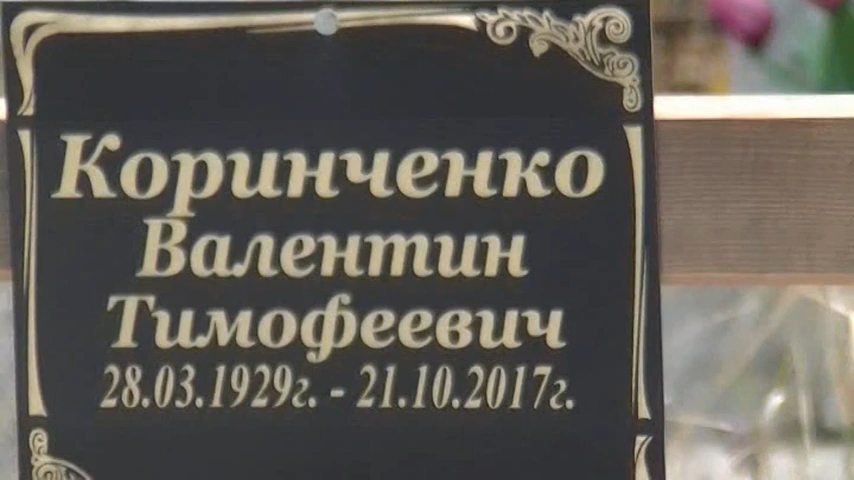 Коринченко
Валентин
Тимофеевич
28.03.1929г. - 21.10.2017г.